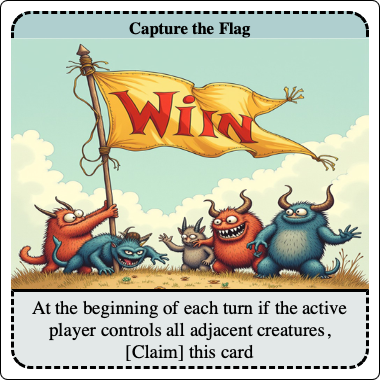 Capture the Flag
WiiN
At the beginning of each turn if the active
player controls all adjacent creatures,
[Claim] this card